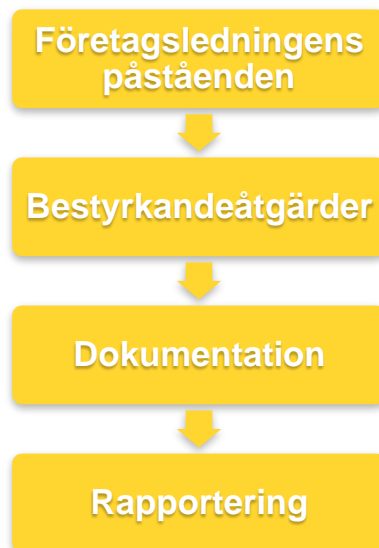 Företagsledningens
påståenden
Bestyrkandeåtgärder
Dokumentation
Rapportering